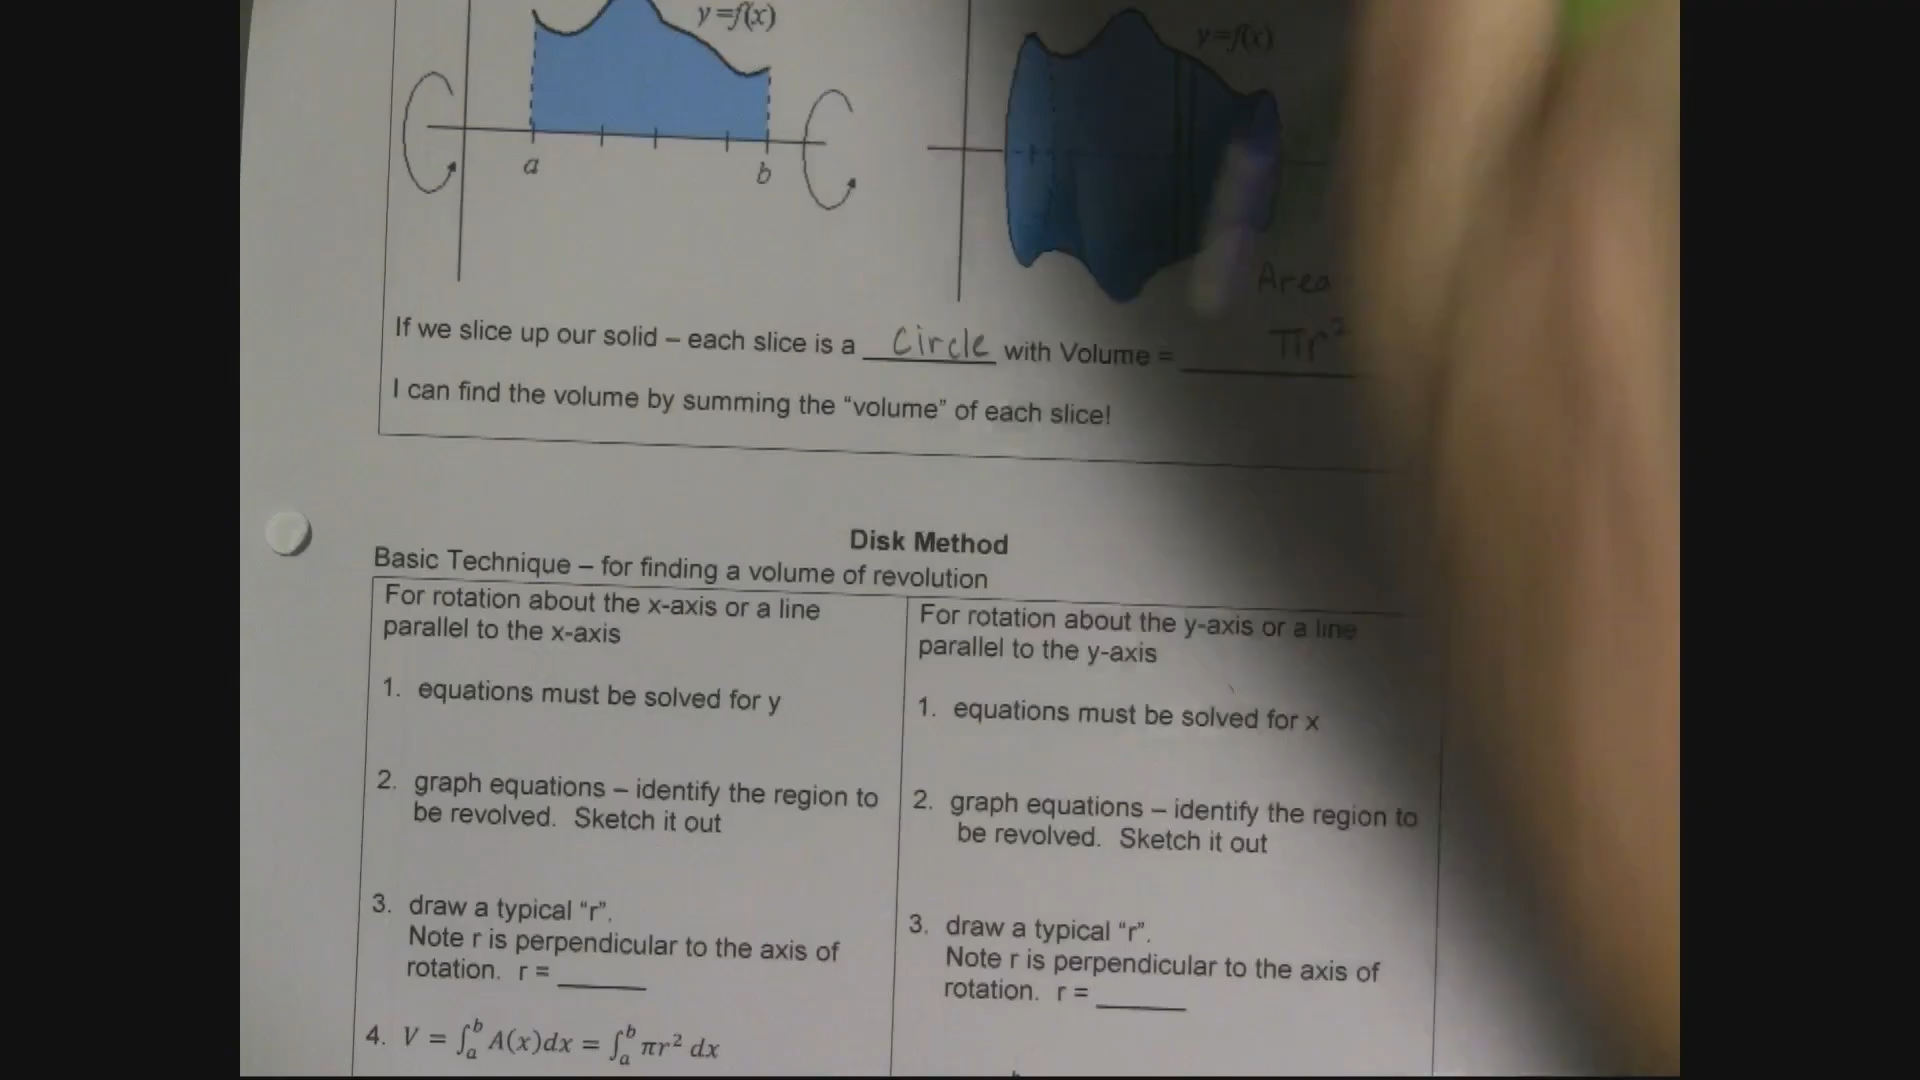 y=f(x)
y=f(x)
a
b
Area
If we slice up our solid – each slice is a Circle with Volume = πr²
I can find the volume by summing the “volume” of each slice!
Disk Method
Basic Technique – for finding a volume of revolution
For rotation about the x-axis or a line
parallel to the x-axis
1. equations must be solved for y
2. graph equations – identify the region to
be revolved. Sketch it out
3. draw a typical “r”.
Note r is perpendicular to the axis of
rotation. r = ______
4. V = ∫ₐᵇ A(x)dx = ∫ₐᵇ πr² dx
For rotation about the y-axis or a line
parallel to the y-axis
1. equations must be solved for x
2. graph equations – identify the region to
be revolved. Sketch it out
3. draw a typical “r”.
Note r is perpendicular to the axis of
rotation. r = ______